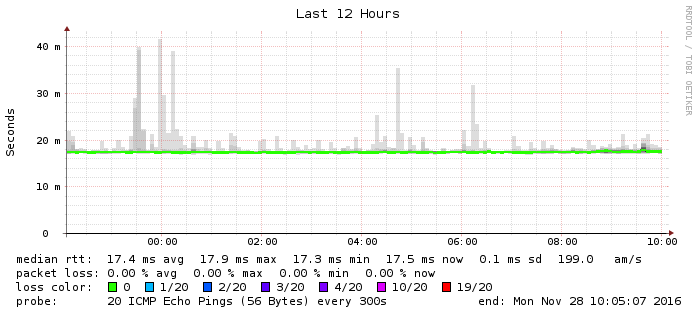 Last 12 Hours
RRDTOOL / TOBI OETIKER
Seconds
40 m
30 m
20 m
10 m
0
00:00 02:00 04:00 06:00 08:00 10:00
median rtt: 17.4 ms avg 17.9 ms max 17.3 ms min 17.5 ms now 0.1 ms sd 199.0 am/s
packet loss: 0.00 % avg 0.00 % max 0.00 % min 0.00 % now
loss color: 0 1/20 2/20 3/20 4/20 10/20 19/20
probe: 20 ICMP Echo Pings (56 Bytes) every 300s end: Mon Nov 28 10:05:07 2016